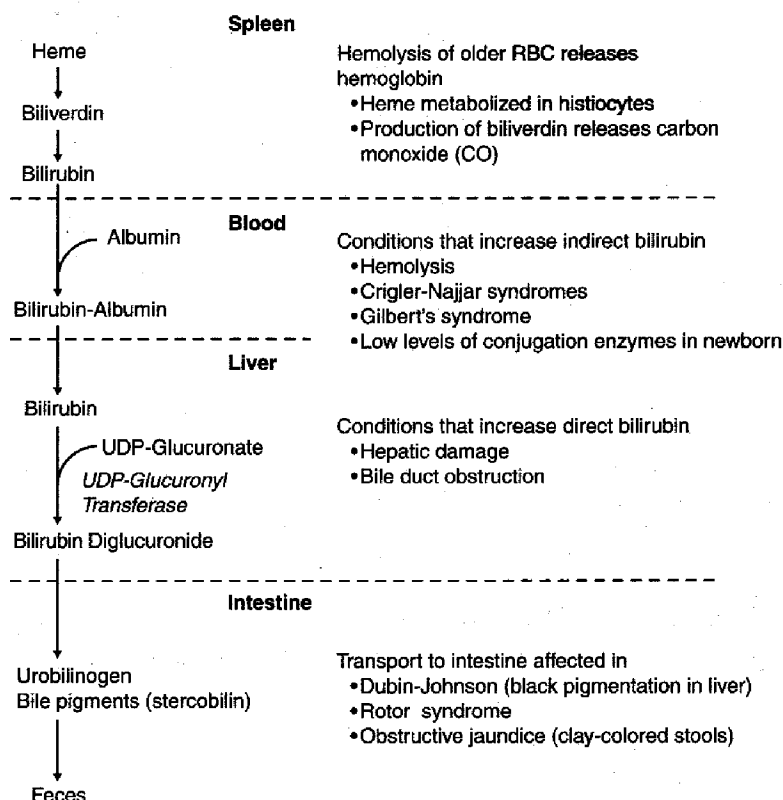 Spleen
Heme
Biliverdin
Bilirubin
Hemolysis of older RBC releases
hemoglobin
•Heme metabolized in histiocytes
•Production of biliverdin releases carbon
monoxide (CO)
Blood
Albumin
Bilirubin-Albumin
Conditions that increase indirect bilirubin
•Hemolysis
•Crigler-Najjar syndromes
•Gilbert's syndrome
•Low levels of conjugation enzymes in newborn
Liver
Bilirubin
UDP-Glucuronate
UDP-Glucuronyl
Transferase
Bilirubin Diglucuronide
Conditions that increase direct bilirubin
•Hepatic damage
•Bile duct obstruction
Intestine
Urobilinogen
Bile pigments (stercobilin)
Feces
Transport to intestine affected in
•Dubin-Johnson (black pigmentation in liver)
•Rotor syndrome
•Obstructive jaundice (clay-colored stools)